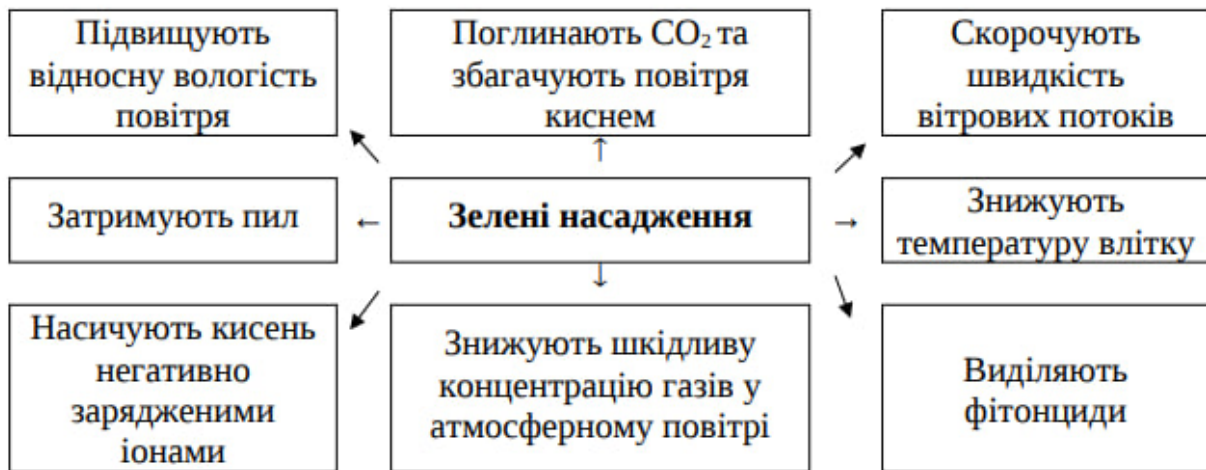 Підвищують
відносну вологість
повітря
Поглинають CO₂ та
збагачують повітря
киснем
Скорочують
швидкість
вітрових потоків
Затримують пил
Зелені насадження
Знижують
температуру влітку
Насичують кисень
негативно
зарядженими
іонами
Знижують шкідливу
концентрацію газів у
атмосферному повітрі
Виділяють
фітонциди